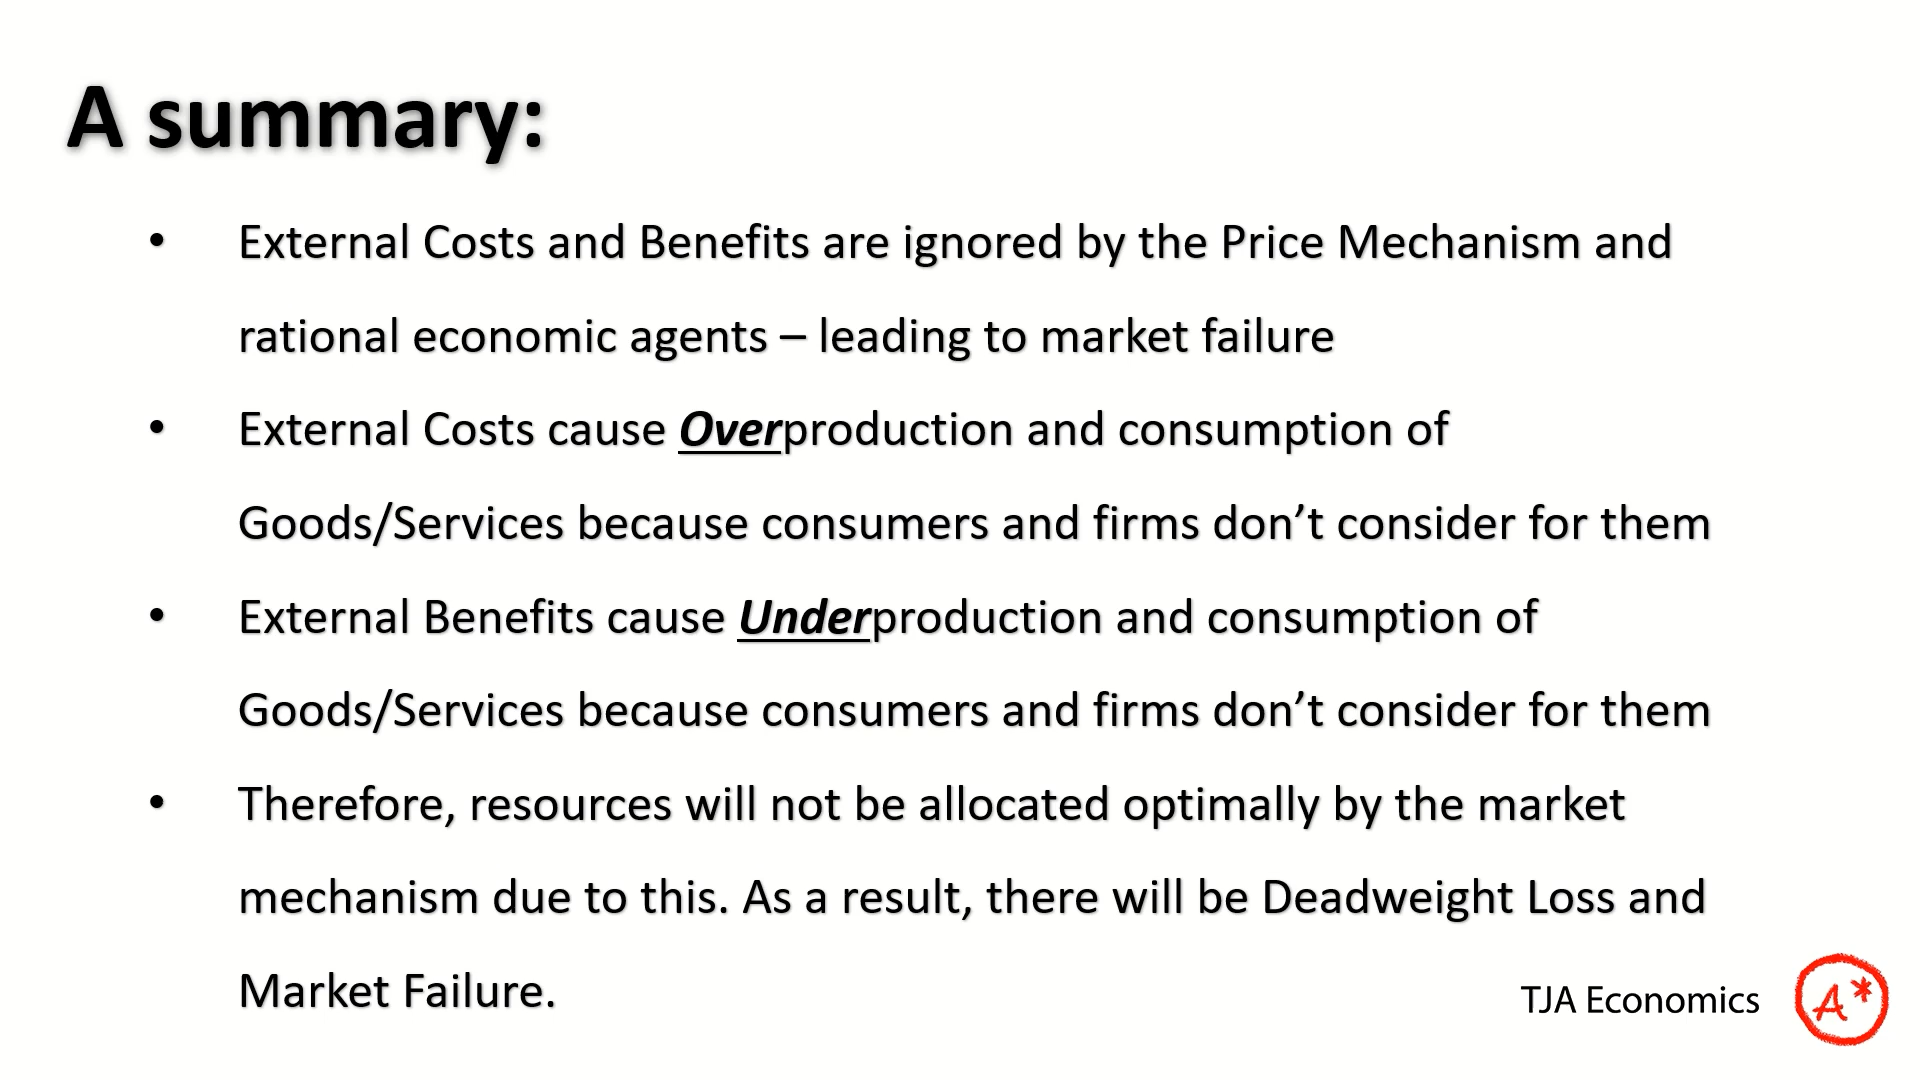 A summary:
• External Costs and Benefits are ignored by the Price Mechanism and
rational economic agents – leading to market failure
• External Costs cause Overproduction and consumption of
Goods/Services because consumers and firms don’t consider for them
• External Benefits cause Underproduction and consumption of
Goods/Services because consumers and firms don’t consider for them
• Therefore, resources will not be allocated optimally by the market
mechanism due to this. As a result, there will be Deadweight Loss and
Market Failure.
TJA Economics
A*